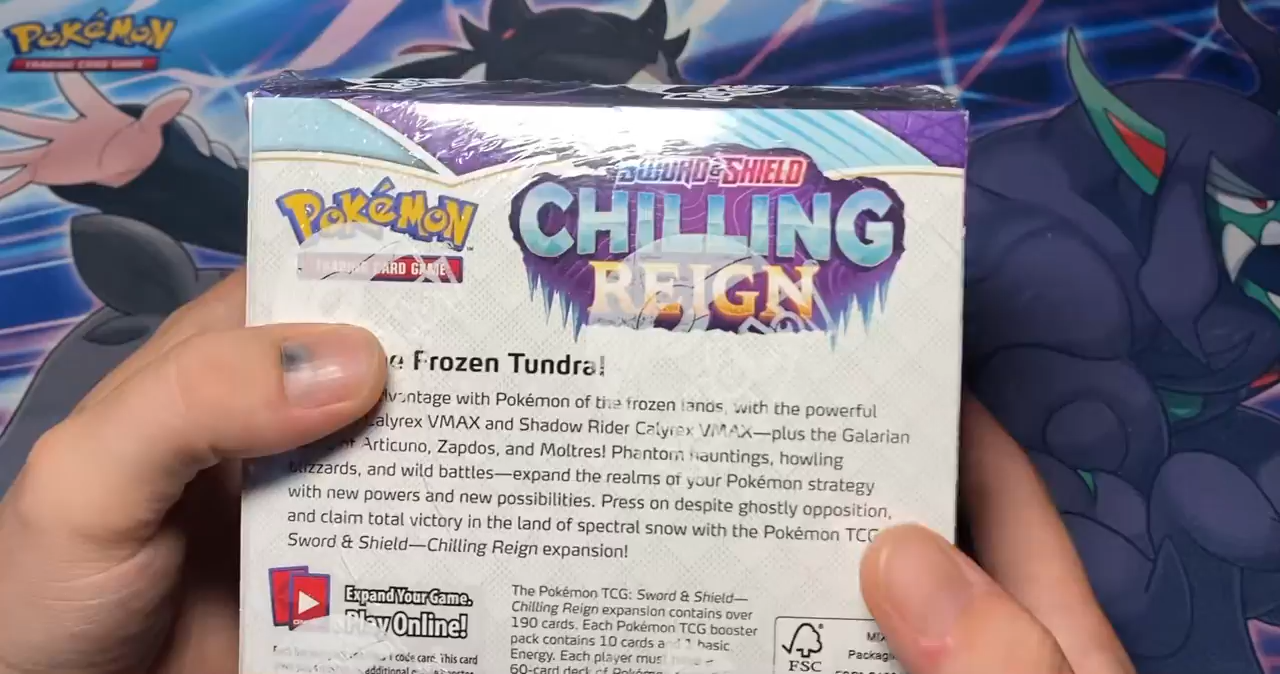 POKéMON
TRADING CARD GAME
SWORD & SHIELD
CHILLING
REIGN
POKéMON
TRADING CARD GAME
Frozen Tundra!
with Pokémon of the frozen lands, with the powerful
Calyrex VMAX and Shadow Rider Calyrex VMAX—plus the Galarian
of Articuno, Zapdos, and Moltres! Phantom hauntings, howling
blizzards, and wild battles—expand the realms of your Pokémon strategy
with new powers and new possibilities. Press on despite ghostly opposition,
and claim total victory in the land of spectral snow with the Pokémon TCG
Sword & Shield—Chilling Reign expansion!
Expand Your Game.
Play Online!
code card. This card
additional
The Pokémon TCG: Sword & Shield—
Chilling Reign expansion contains over
190 cards. Each Pokémon TCG booster
pack contains 10 cards and 1 basic
Energy. Each player must
60-card deck of
FSC
MIX